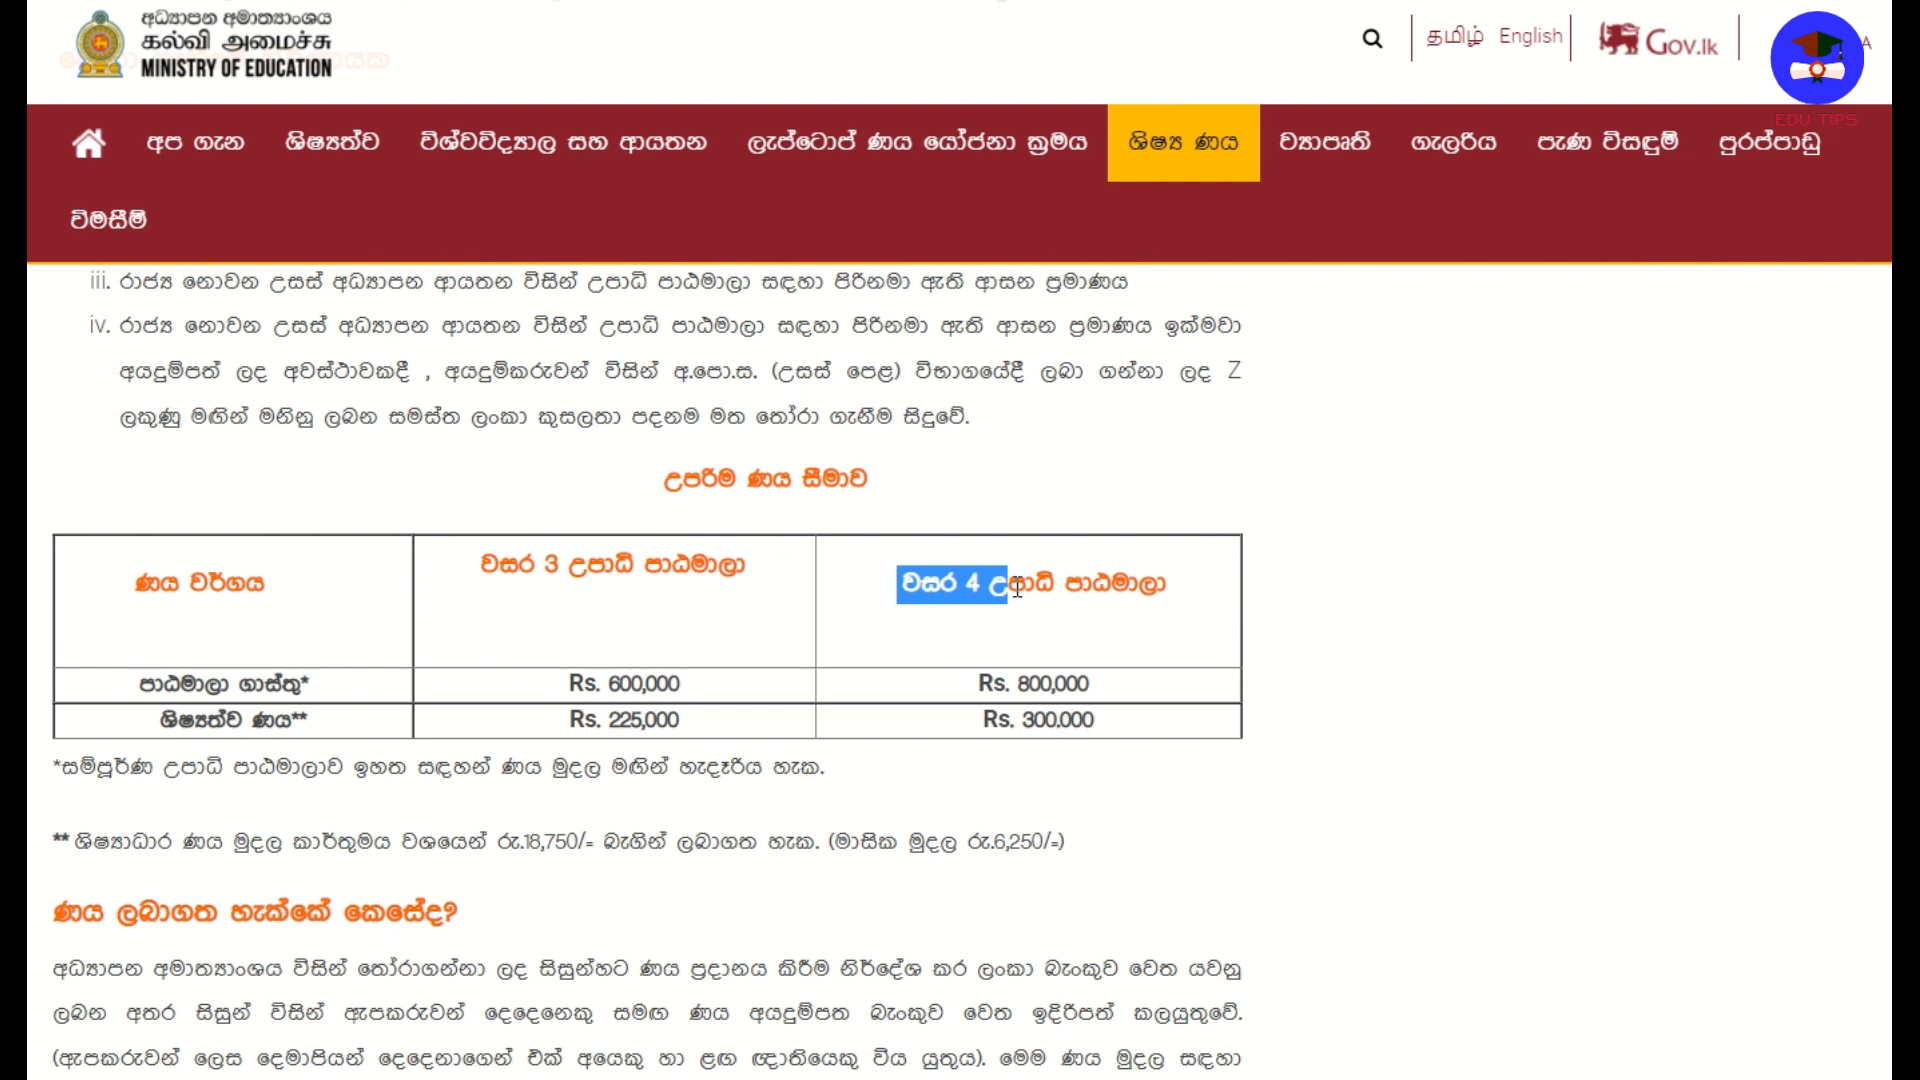 අධ්‍යාපන අමාත්‍යාංශය
கல்வி அமைச்சு
MINISTRY OF EDUCATION
தமிழ் English
Gov.lk
EDU TIPS
අප ගැන ශිෂ්‍යත්ව විශ්වවිද්‍යාල සහ ආයතන ලැප්ටොප් ණය යෝජනා ක්‍රමය ශිෂ්‍ය ණය ව්‍යාපෘති ගැලරිය පැණ විසඳුම් පුරප්පාඩු
විමසීම්
iii. රාජ්‍ය නොවන උසස් අධ්‍යාපන ආයතන විසින් උපාධි පාඨමාලා සඳහා පිරිනමා ඇති ආසන ප්‍රමාණය
iv. රාජ්‍ය නොවන උසස් අධ්‍යාපන ආයතන විසින් උපාධි පාඨමාලා සඳහා පිරිනමා ඇති ආසන ප්‍රමාණය ඉක්මවා
අයදුම්පත් ලද අවස්ථාවකදී , අයදුම්කරුවන් විසින් අ.පො.ස. (උසස් පෙළ) විභාගයේදී ලබා ගන්නා ලද Z
ලකුණු මඟින් මනිනු ලබන සමස්ත ලංකා කුසලතා පදනම මත තෝරා ගැනීම සිදුවේ.
උපරිම ණය සීමාව
ණය වර්ගය වසර 3 උපාධි පාඨමාලා වසර 4 උපාධි පාඨමාලා
පාඨමාලා ගාස්තු* Rs. 600,000 Rs. 800,000
ශිෂ්‍යත්ව ණය** Rs. 225,000 Rs. 300.000
*සම්පූර්ණ උපාධි පාඨමාලාව ඉහත සඳහන් ණය මුදල මඟින් හැදෑරිය හැක.
** ශිෂ්‍යාධාර ණය මුදල කාර්තුමය වශයෙන් රු.18,750/= බැගින් ලබාගත හැක. (මාසික මුදල රු.6,250/=)
ණය ලබාගත හැක්කේ කෙසේද?
අධ්‍යාපන අමාත්‍යාංශය විසින් තෝරාගන්නා ලද සිසුන්හට ණය ප්‍රදානය කිරීම නිර්දේශ කර ලංකා බැංකුව වෙත යවනු
ලබන අතර සිසුන් විසින් ඇපකරුවන් දෙදෙනෙකු සමඟ ණය අයදුම්පත බැංකුව වෙත ඉදිරිපත් කලයුතුවේ.
(ඇපකරුවන් ලෙස දෙමාපියන් දෙදෙනාගෙන් එක් අයෙකු හා ළඟ ඥාතියෙකු විය යුතුය). මෙම ණය මුදල සඳහා